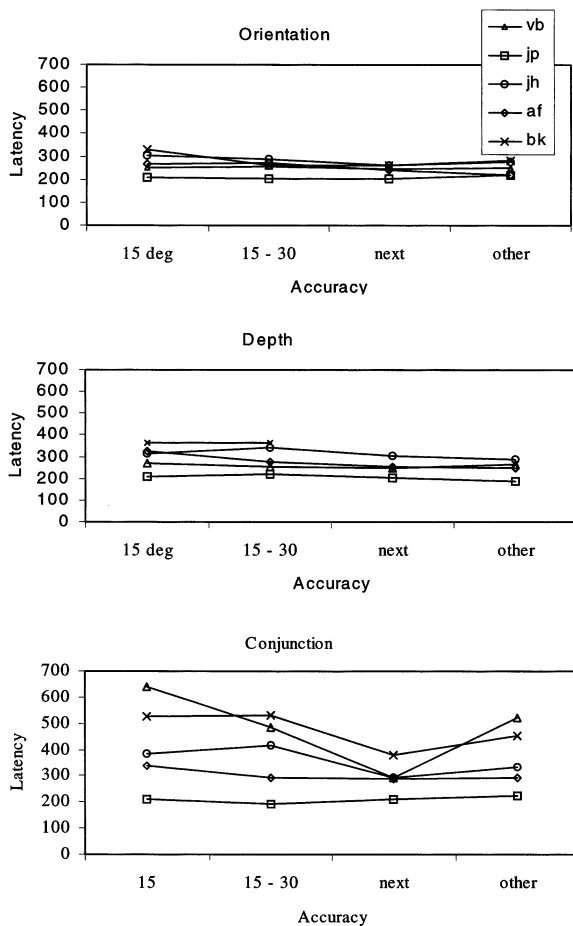 Orientation
vb
jp
jh
af
bk
Latency
700
600
500
400
300
200
100
0
15 deg 15 - 30 next other
Accuracy
Depth
Latency
700
600
500
400
300
200
100
0
15 deg 15 - 30 next other
Accuracy
Conjunction
Latency
700
600
500
400
300
200
100
0
15 15 - 30 next other
Accuracy